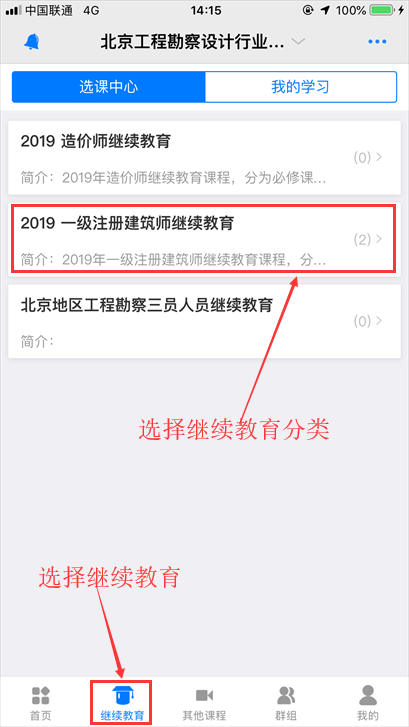 中国联通 4G 14:15 100%
北京工程勘察设计行业...
选课中心 我的学习
2019 造价师继续教育
(0)
简介：2019年造价师继续教育课程，分为必修课...
2019 一级注册建筑师继续教育
(2)
简介：2019年一级注册建筑师继续教育课程，分...
北京地区工程勘察三员人员继续教育
(0)
简介：
选择继续教育分类
选择继续教育
首页 继续教育 其他课程 群组 我的